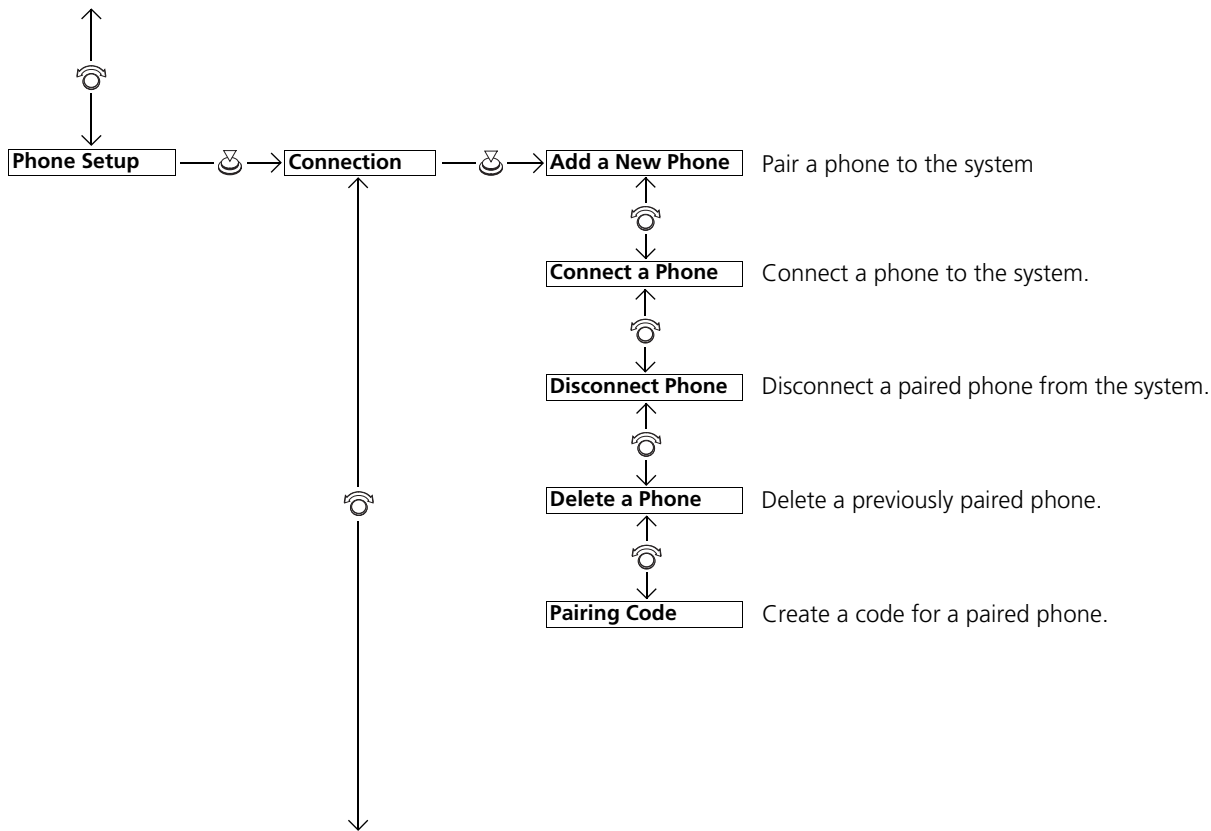 Phone Setup
Connection
Add a New Phone
Pair a phone to the system
Connect a Phone
Connect a phone to the system.
Disconnect Phone
Disconnect a paired phone from the system.
Delete a Phone
Delete a previously paired phone.
Pairing Code
Create a code for a paired phone.